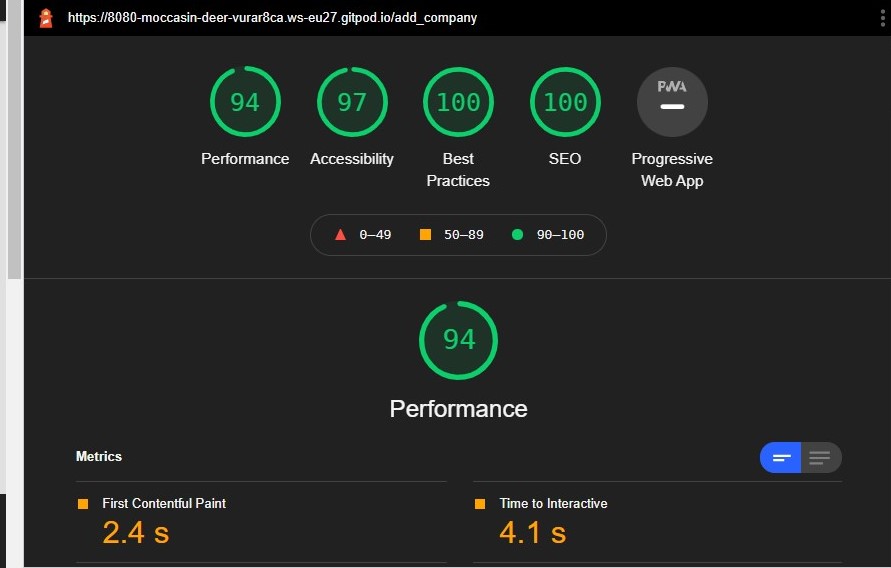 https://8080-moccasin-deer-vurar8ca.ws-eu27.gitpod.io/add_company
94
97
100
100
PWA
Performance
Accessibility
Best
Practices
SEO
Progressive
Web App
0–49
50–89
90–100
94
Performance
Metrics
First Contentful Paint
2.4 s
Time to Interactive
4.1 s